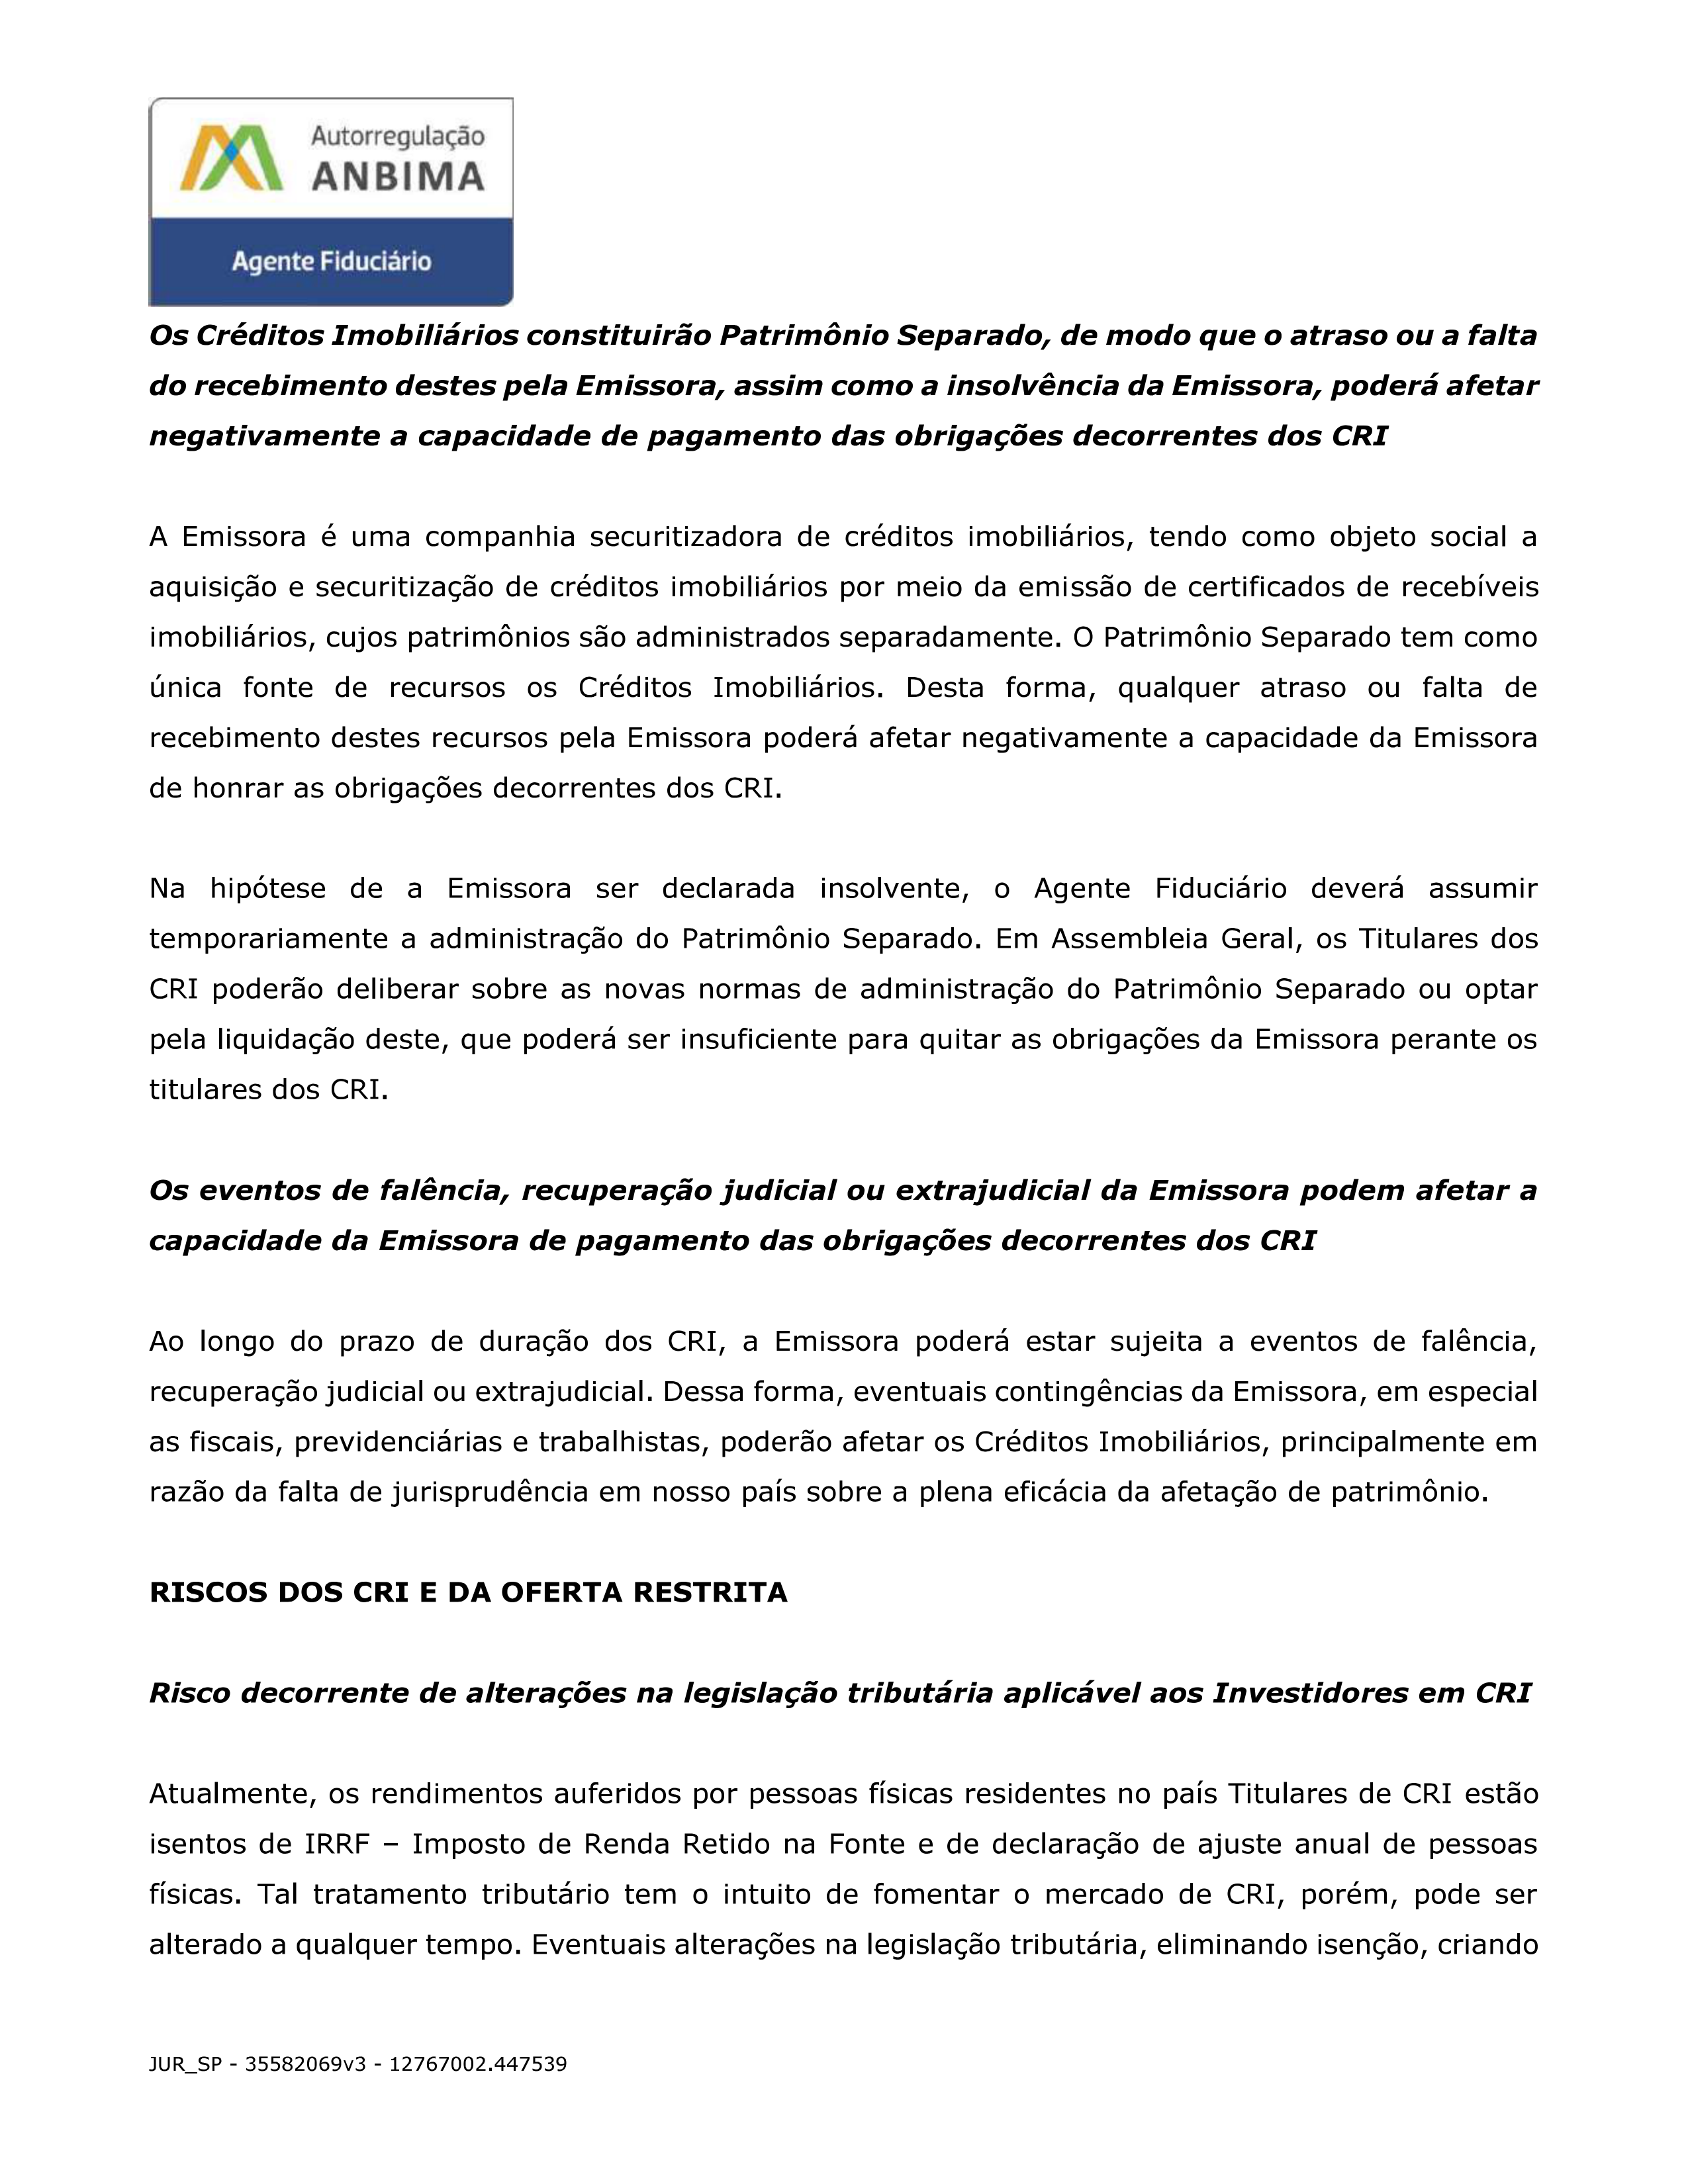 Autorregulação
ANBIMA
Agente Fiduciário
Os Créditos Imobiliários constituirão Patrimônio Separado, de modo que o atraso ou a falta
do recebimento destes pela Emissora, assim como a insolvência da Emissora, poderá afetar
negativamente a capacidade de pagamento das obrigações decorrentes dos CRI
A Emissora é uma companhia securitizadora de créditos imobiliários, tendo como objeto social a
aquisição e securitização de créditos imobiliários por meio da emissão de certificados de recebíveis
imobiliários, cujos patrimônios são administrados separadamente. O Patrimônio Separado tem como
única fonte de recursos os Créditos Imobiliários. Desta forma, qualquer atraso ou falta de
recebimento destes recursos pela Emissora poderá afetar negativamente a capacidade da Emissora
de honrar as obrigações decorrentes dos CRI.
Na hipótese de a Emissora ser declarada insolvente, o Agente Fiduciário deverá assumir
temporariamente a administração do Patrimônio Separado. Em Assembleia Geral, os Titulares dos
CRI poderão deliberar sobre as novas normas de administração do Patrimônio Separado ou optar
pela liquidação deste, que poderá ser insuficiente para quitar as obrigações da Emissora perante os
titulares dos CRI.
Os eventos de falência, recuperação judicial ou extrajudicial da Emissora podem afetar a
capacidade da Emissora de pagamento das obrigações decorrentes dos CRI
Ao longo do prazo de duração dos CRI, a Emissora poderá estar sujeita a eventos de falência,
recuperação judicial ou extrajudicial. Dessa forma, eventuais contingências da Emissora, em especial
as fiscais, previdenciárias e trabalhistas, poderão afetar os Créditos Imobiliários, principalmente em
razão da falta de jurisprudência em nosso país sobre a plena eficácia da afetação de patrimônio.
RISCOS DOS CRI E DA OFERTA RESTRITA
Risco decorrente de alterações na legislação tributária aplicável aos Investidores em CRI
Atualmente, os rendimentos auferidos por pessoas físicas residentes no país Titulares de CRI estão
isentos de IRRF – Imposto de Renda Retido na Fonte e de declaração de ajuste anual de pessoas
físicas. Tal tratamento tributário tem o intuito de fomentar o mercado de CRI, porém, pode ser
alterado a qualquer tempo. Eventuais alterações na legislação tributária, eliminando isenção, criando
JUR_SP - 35582069v3 - 12767002.447539